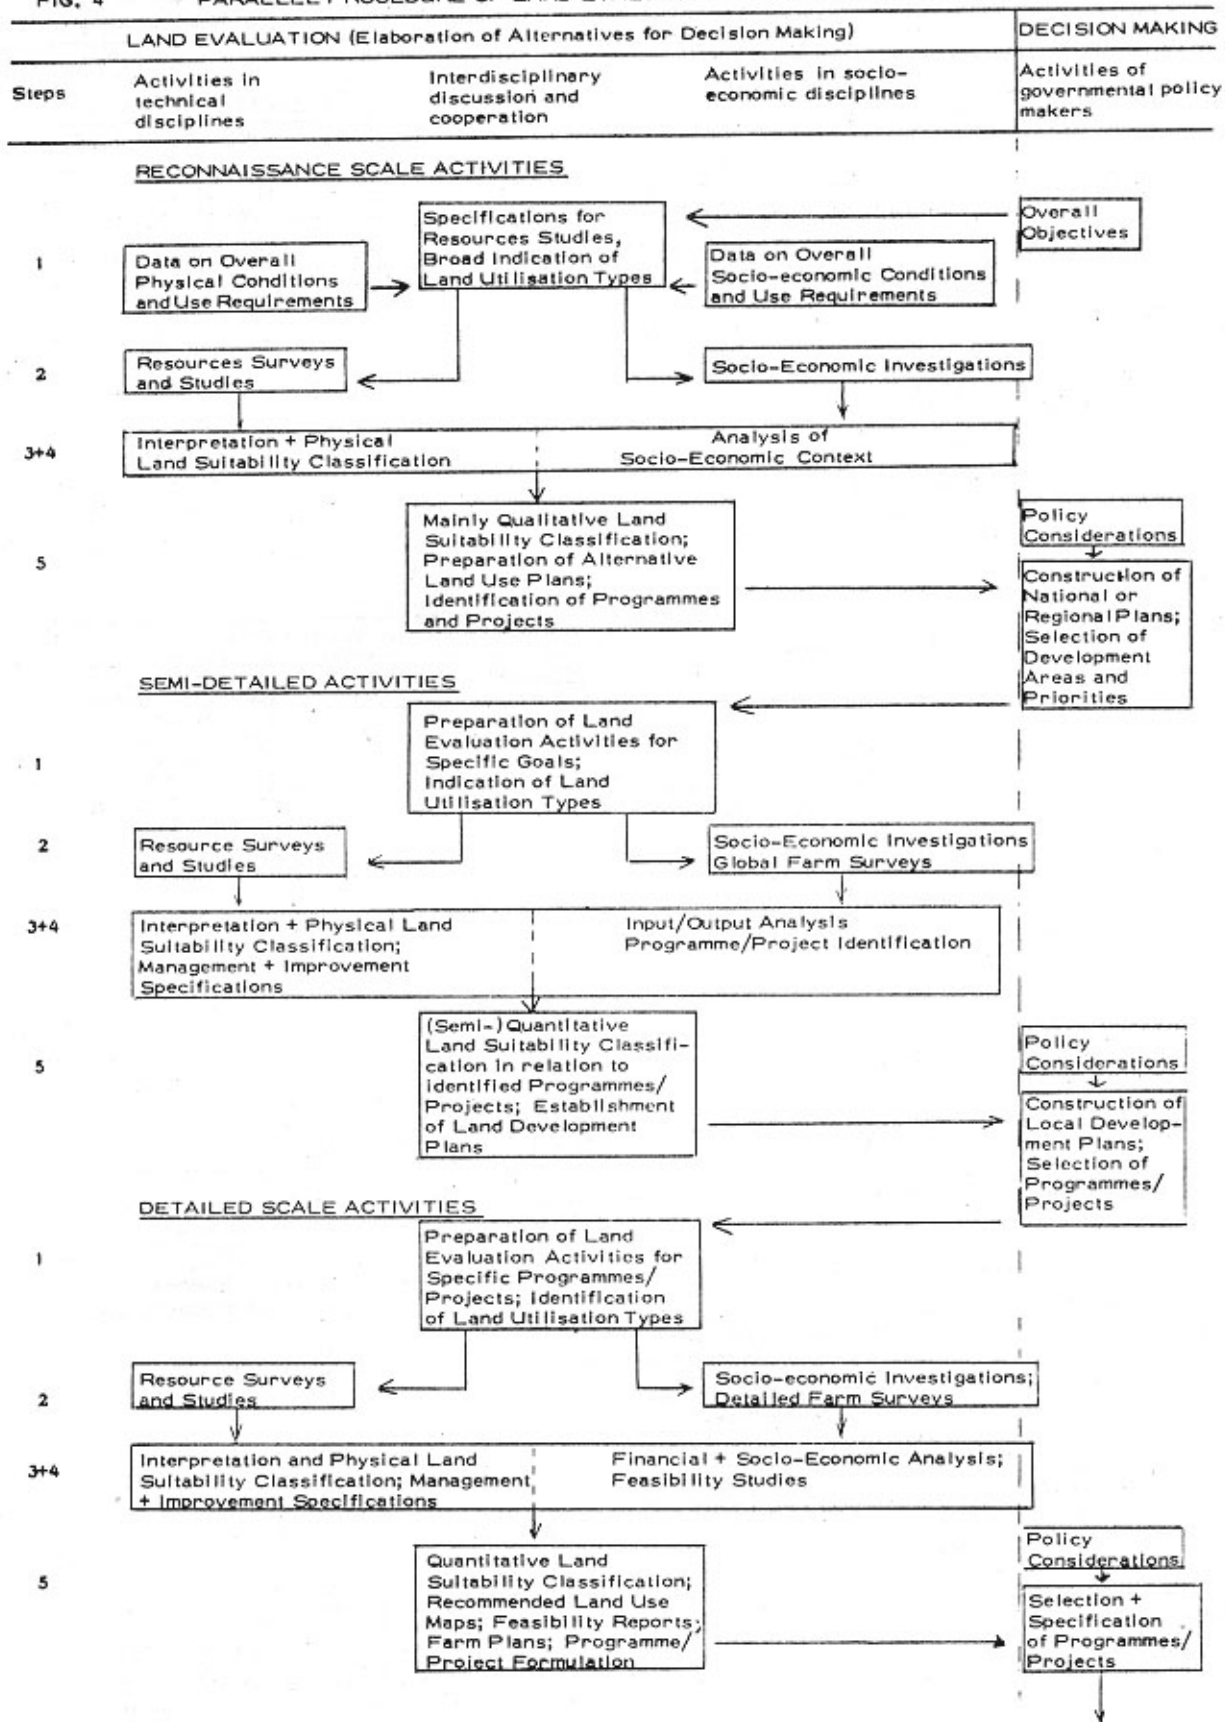 FIG. 4
LAND EVALUATION (Elaboration of Alternatives for Decision Making)
DECISION MAKING
Steps
Activities in
technical
disciplines
Interdisciplinary
discussion and
cooperation
Activities in socio-
economic disciplines
Activities of
governmental policy
makers
RECONNAISSANCE SCALE ACTIVITIES
1
Data on Overall
Physical Conditions
and Use Requirements
Specifications for
Resources Studies,
Broad Indication of
Land Utilisation Types
Data on Overall
Socio-economic Conditions
and Use Requirements
Overall
Objectives
2
Resources Surveys
and Studies
Socio-Economic Investigations
3+4
Interpretation + Physical
Land Suitability Classification
Analysis of
Socio-Economic Context
5
Mainly Qualitative Land
Suitability Classification;
Preparation of Alternative
Land Use Plans;
Identification of Programmes
and Projects
Policy
Considerations
Construction of
National or
Regional Plans;
Selection of
Development
Areas and
Priorities
SEMI-DETAILED ACTIVITIES
1
Preparation of Land
Evaluation Activities for
Specific Goals;
Indication of Land
Utilisation Types
2
Resource Surveys
and Studies
Socio-Economic Investigations
Global Farm Surveys
3+4
Interpretation + Physical Land
Suitability Classification;
Management + Improvement
Specifications
Input/Output Analysis
Programme/Project Identification
5
(Semi-) Quantitative
Land Suitability Classifi-
cation in relation to
identified Programmes/
Projects; Establishment
of Land Development
Plans
Policy
Considerations
Construction of
Local Develop-
ment Plans;
Selection of
Programmes/
Projects
DETAILED SCALE ACTIVITIES
1
Preparation of Land
Evaluation Activities for
Specific Programmes/
Projects; Identification
of Land Utilisation Types
2
Resource Surveys
and Studies
Socio-economic Investigations;
Detailed Farm Surveys
3+4
Interpretation and Physical Land
Suitability Classification; Management
+ Improvement Specifications
Financial + Socio-Economic Analysis;
Feasibility Studies
5
Quantitative Land
Suitability Classification;
Recommended Land Use
Maps; Feasibility Reports;
Farm Plans; Programme/
Project Formulation
Policy
Considerations
Selection +
Specification
of Programmes/
Projects